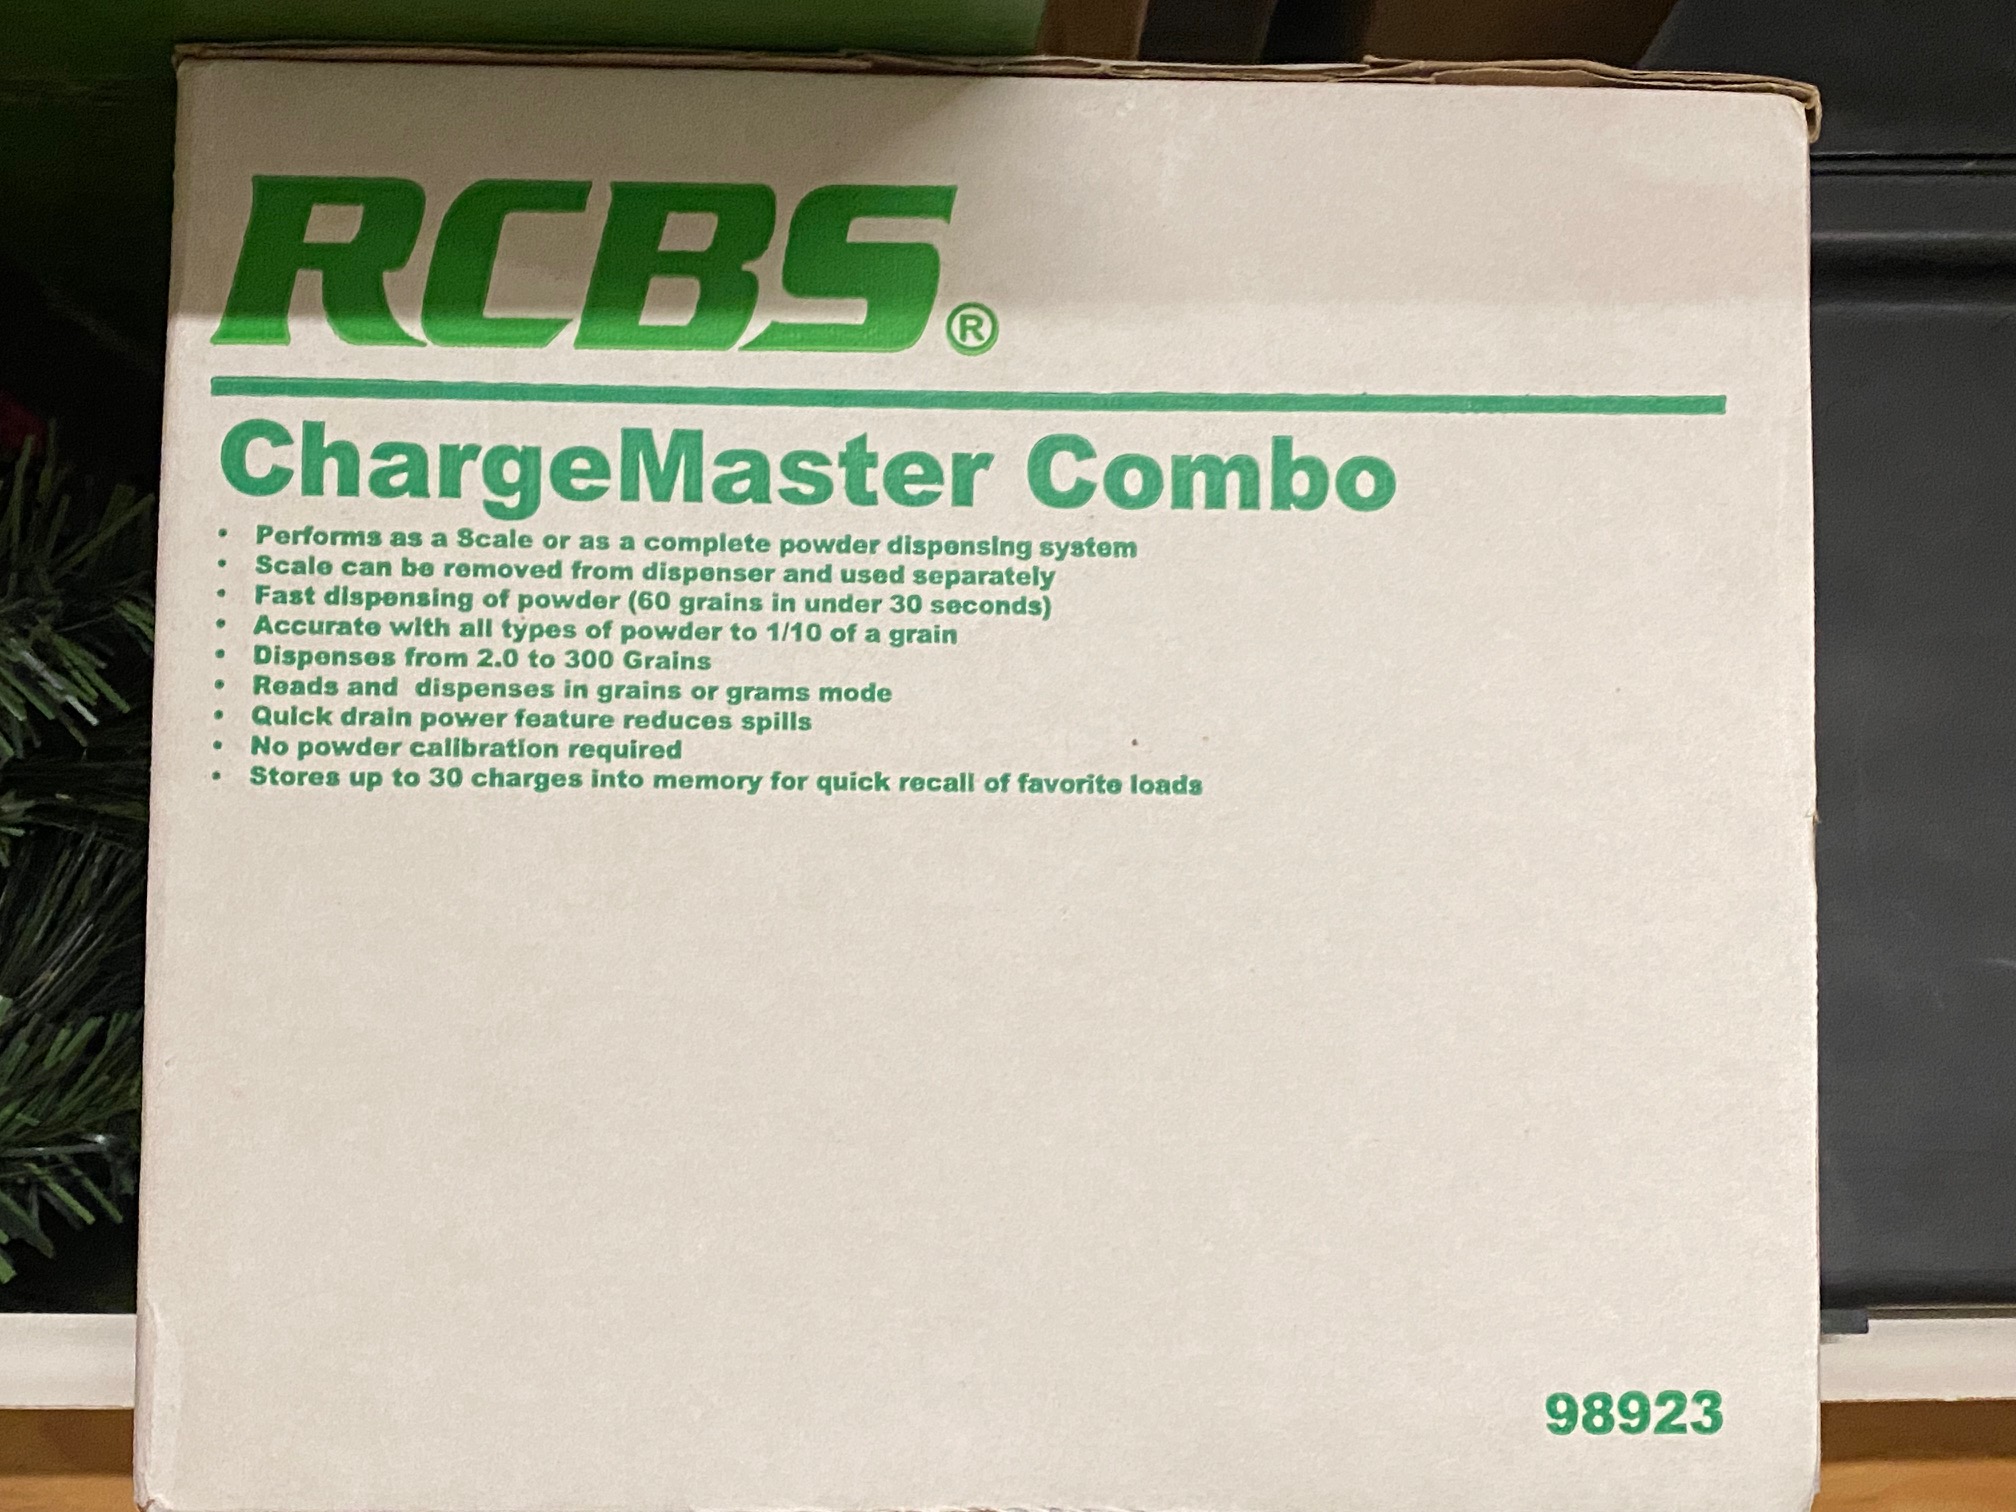 RCBS®
ChargeMaster Combo
• Performs as a Scale or as a complete powder dispensing system
• Scale can be removed from dispenser and used separately
• Fast dispensing of powder (60 grains in under 30 seconds)
• Accurate with all types of powder to 1/10 of a grain
• Dispenses from 2.0 to 300 Grains
• Reads and dispenses in grains or grams mode
• Quick drain power feature reduces spills
• No powder calibration required
• Stores up to 30 charges into memory for quick recall of favorite loads
98923